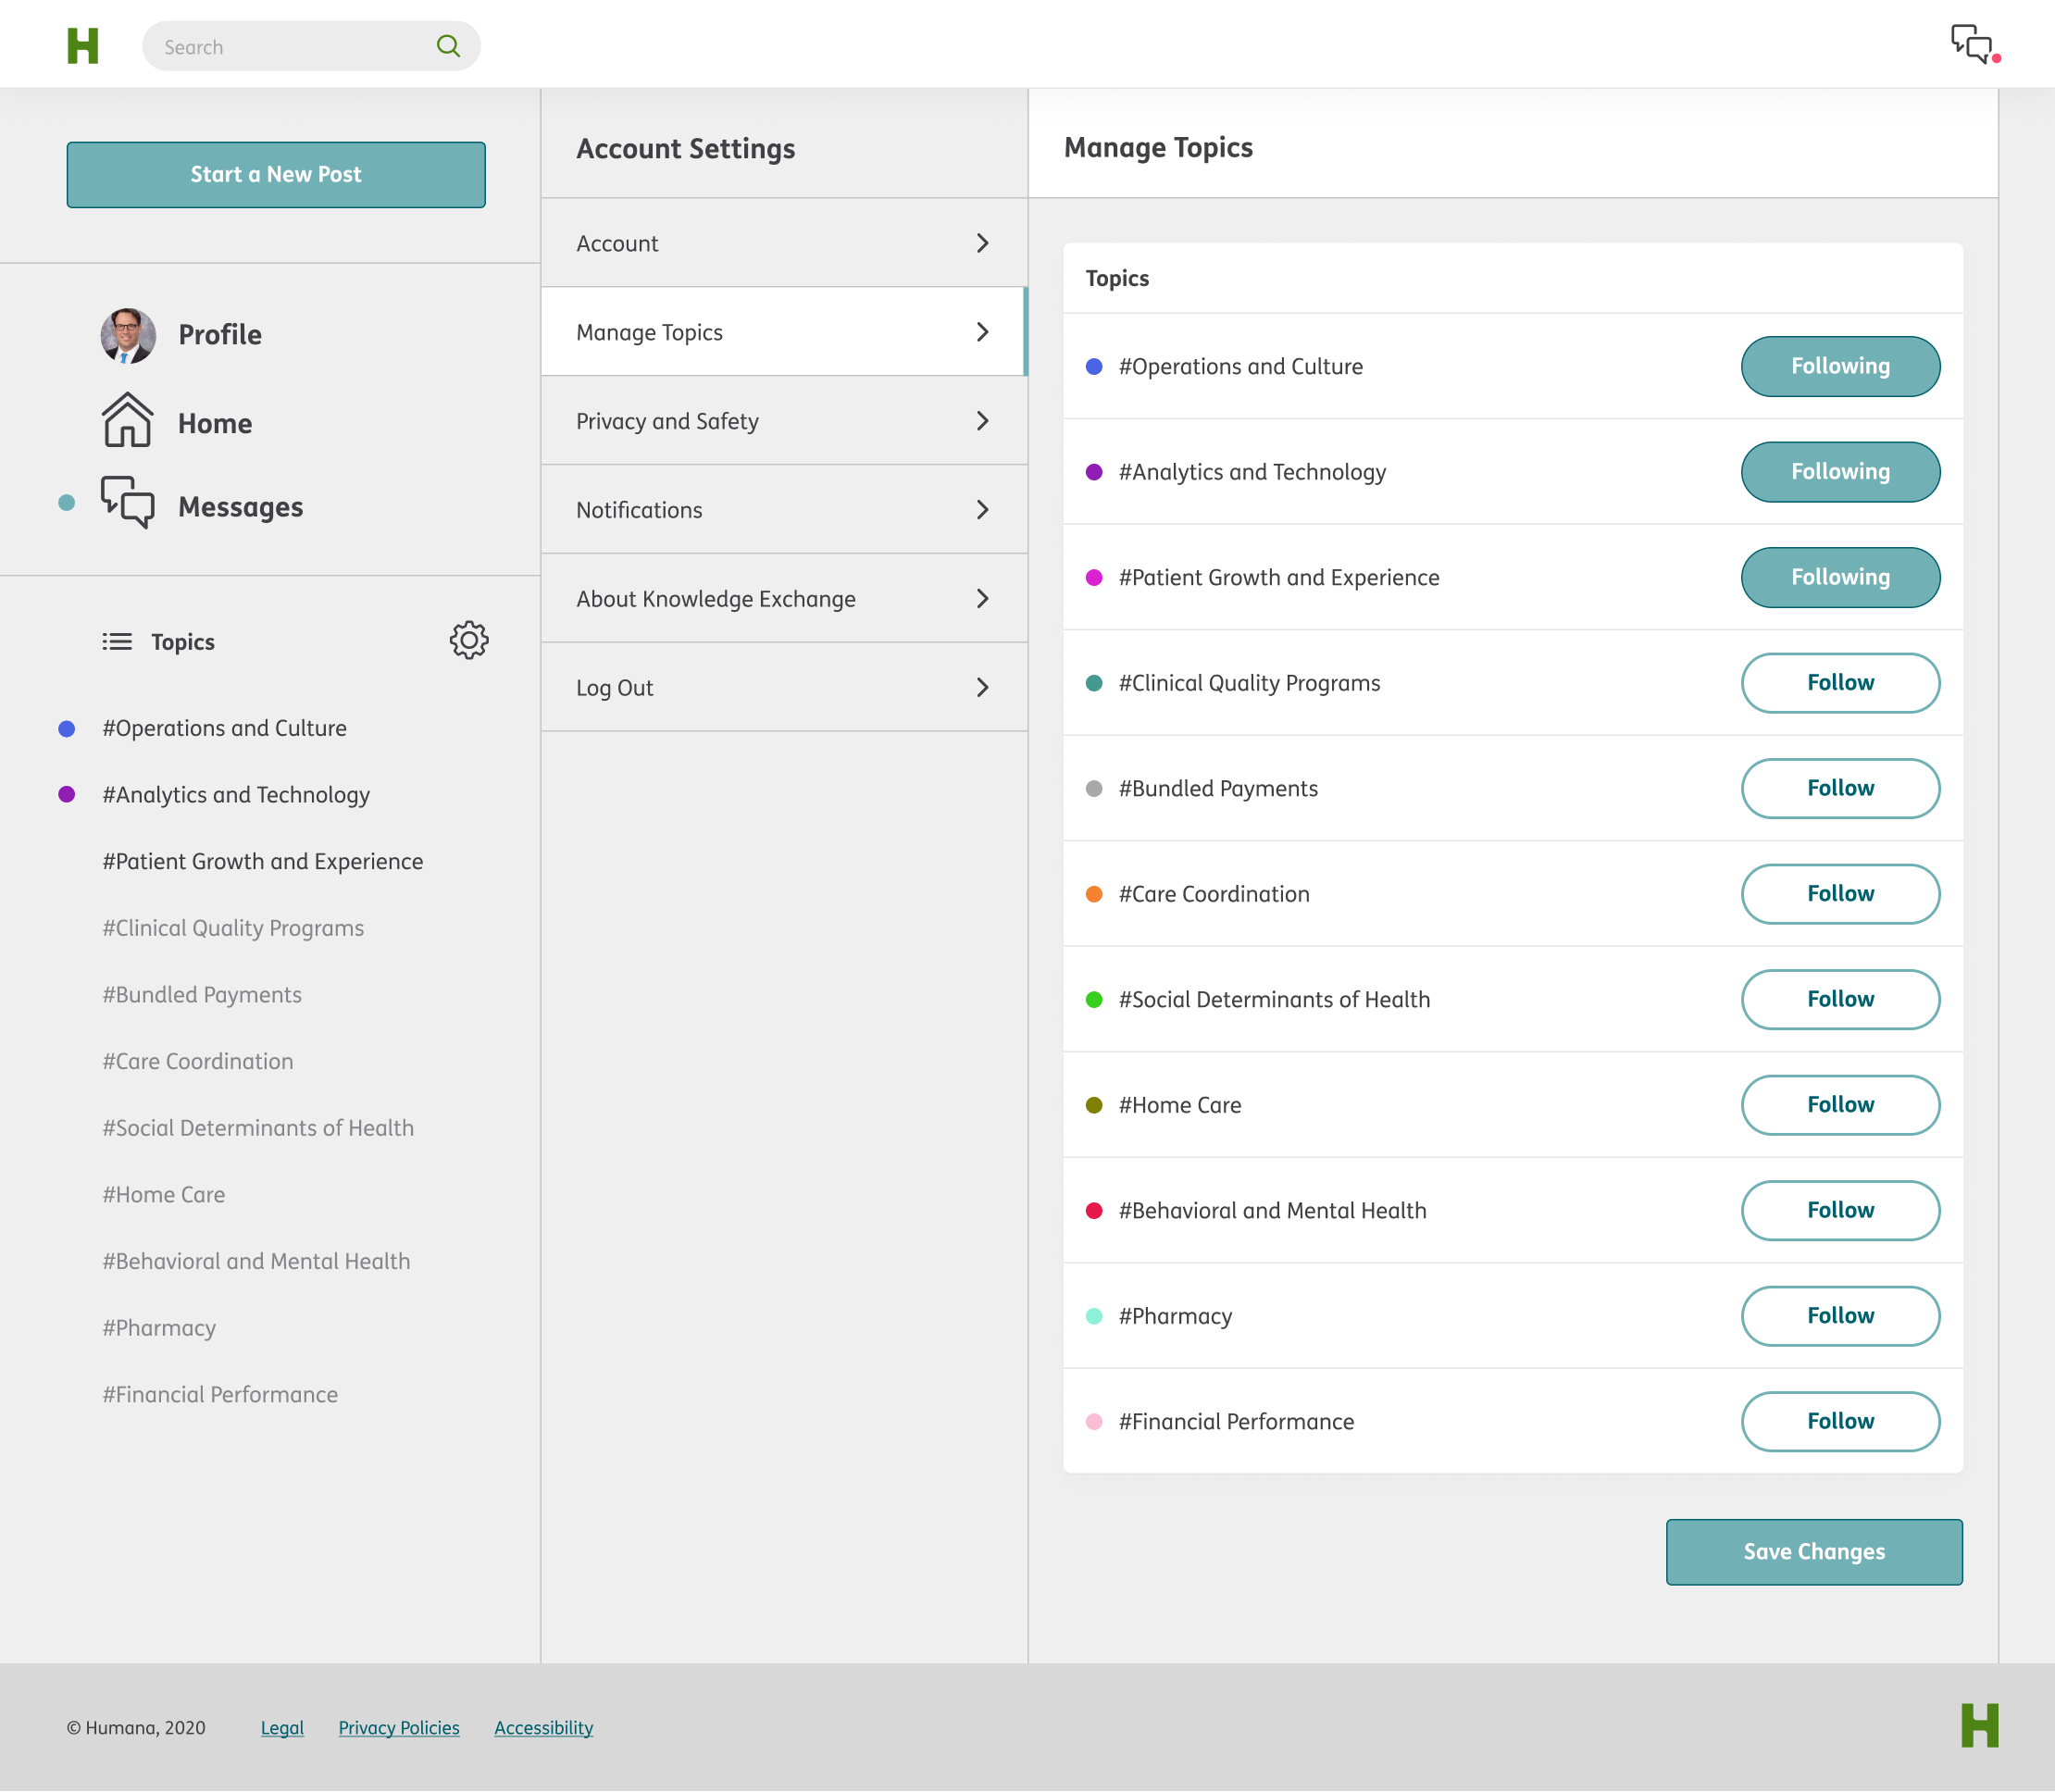 H
Search
Start a New Post
Profile
Home
Messages
Topics
#Operations and Culture
#Analytics and Technology
#Patient Growth and Experience
#Clinical Quality Programs
#Bundled Payments
#Care Coordination
#Social Determinants of Health
#Home Care
#Behavioral and Mental Health
#Pharmacy
#Financial Performance
Account Settings
Account
Manage Topics
Privacy and Safety
Notifications
About Knowledge Exchange
Log Out
Manage Topics
Topics
#Operations and Culture Following
#Analytics and Technology Following
#Patient Growth and Experience Following
#Clinical Quality Programs Follow
#Bundled Payments Follow
#Care Coordination Follow
#Social Determinants of Health Follow
#Home Care Follow
#Behavioral and Mental Health Follow
#Pharmacy Follow
#Financial Performance Follow
Save Changes
© Humana, 2020 Legal Privacy Policies Accessibility
H